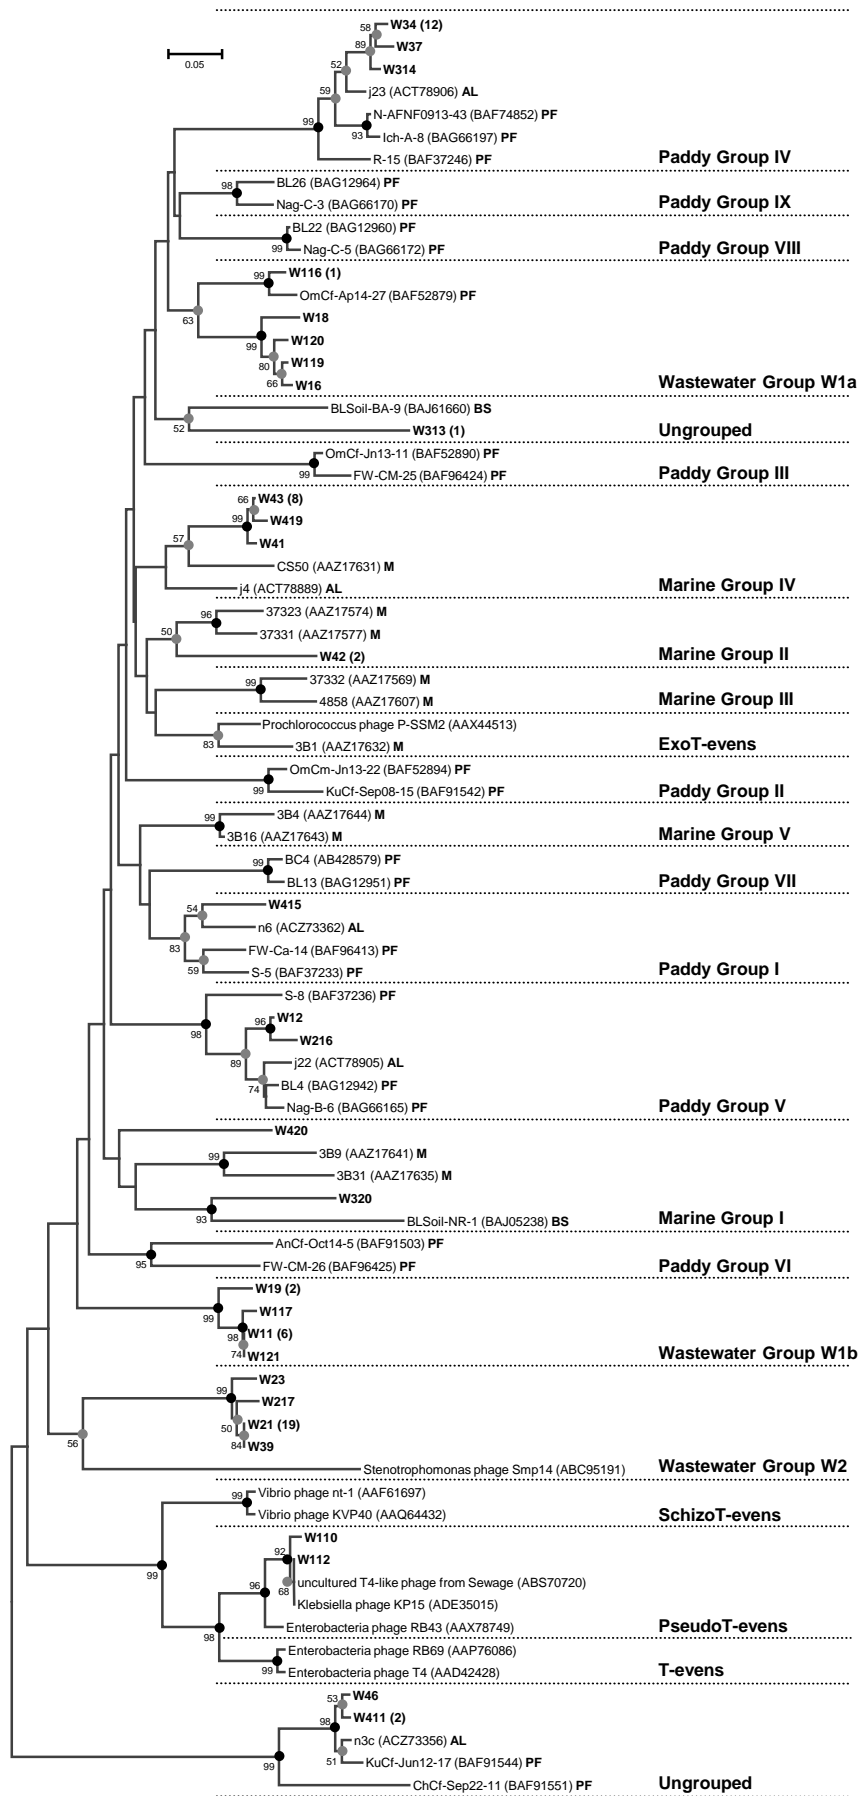 W34 (12)
58
89
W37
0.05
52
W314
59
j23 (ACT78906) AL
N-AFNF0913-43 (BAF74852) PF
99
93
Ich-A-8 (BAG66197) PF
R-15 (BAF37246) PF
Paddy Group IV
98
BL26 (BAG12964) PF
Nag-C-3 (BAG66170) PF
Paddy Group IX
BL22 (BAG12960) PF
99
Nag-C-5 (BAG66172) PF
Paddy Group VIII
99
W116 (1)
OmCf-Ap14-27 (BAF52879) PF
63
W18
99
W120
80
W119
66
W16
Wastewater Group W1a
BLSoil-BA-9 (BAJ61660) BS
52
W313 (1)
Ungrouped
OmCf-Jn13-11 (BAF52890) PF
99
FW-CM-25 (BAF96424) PF
Paddy Group III
66
W43 (8)
99
W419
57
W41
CS50 (AAZ17631) M
j4 (ACT78889) AL
Marine Group IV
96
37323 (AAZ17574) M
50
37331 (AAZ17577) M
W42 (2)
Marine Group II
99
37332 (AAZ17569) M
4858 (AAZ17607) M
Marine Group III
Prochlorococcus phage P-SSM2 (AAX44513)
83
3B1 (AAZ17632) M
ExoT-evens
OmCm-Jn13-22 (BAF52894) PF
99
KuCf-Sep08-15 (BAF91542) PF
Paddy Group II
99
3B4 (AAZ17644) M
3B16 (AAZ17643) M
Marine Group V
99
BC4 (AB428579) PF
BL13 (BAG12951) PF
Paddy Group VII
54
W415
n6 (ACZ73362) AL
83
FW-Ca-14 (BAF96413) PF
59
S-5 (BAF37233) PF
Paddy Group I
S-8 (BAF37236) PF
98
96
W12
W216
89
j22 (ACT78905) AL
74
BL4 (BAG12942) PF
Nag-B-6 (BAG66165) PF
Paddy Group V
W420
99
3B9 (AAZ17641) M
3B31 (AAZ17635) M
W320
93
BLSoil-NR-1 (BAJ05238) BS
Marine Group I
AnCf-Oct14-5 (BAF91503) PF
95
FW-CM-26 (BAF96425) PF
Paddy Group VI
W19 (2)
99
W117
98
W11 (6)
74
W121
Wastewater Group W1b
W23
99
W217
50
W21 (19)
84
W39
56
Stenotrophomonas phage Smp14 (ABC95191)
Wastewater Group W2
99
Vibrio phage nt-1 (AAF61697)
Vibrio phage KVP40 (AAQ64432)
SchizoT-evens
W110
92
W112
99
96
68
uncultured T4-like phage from Sewage (ABS70720)
Klebsiella phage KP15 (ADE35015)
Enterobacteria phage RB43 (AAX78749)
PseudoT-evens
98
Enterobacteria phage RB69 (AAP76086)
99
Enterobacteria phage T4 (AAD42428)
T-evens
53
W46
98
W411 (2)
n3c (ACZ73356) AL
99
51
KuCf-Jun12-17 (BAF91544) PF
ChCf-Sep22-11 (BAF91551) PF
Ungrouped